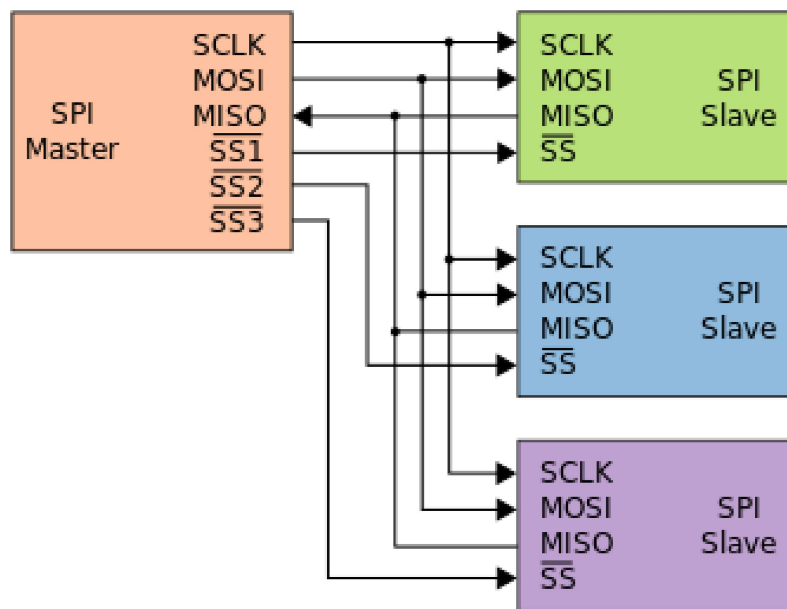 SPI
Master
SCLK
MOSI
MISO
SS1
SS2
SS3
SCLK
MOSI
MISO
SS
SPI
Slave
SCLK
MOSI
MISO
SS
SPI
Slave
SCLK
MOSI
MISO
SS
SPI
Slave